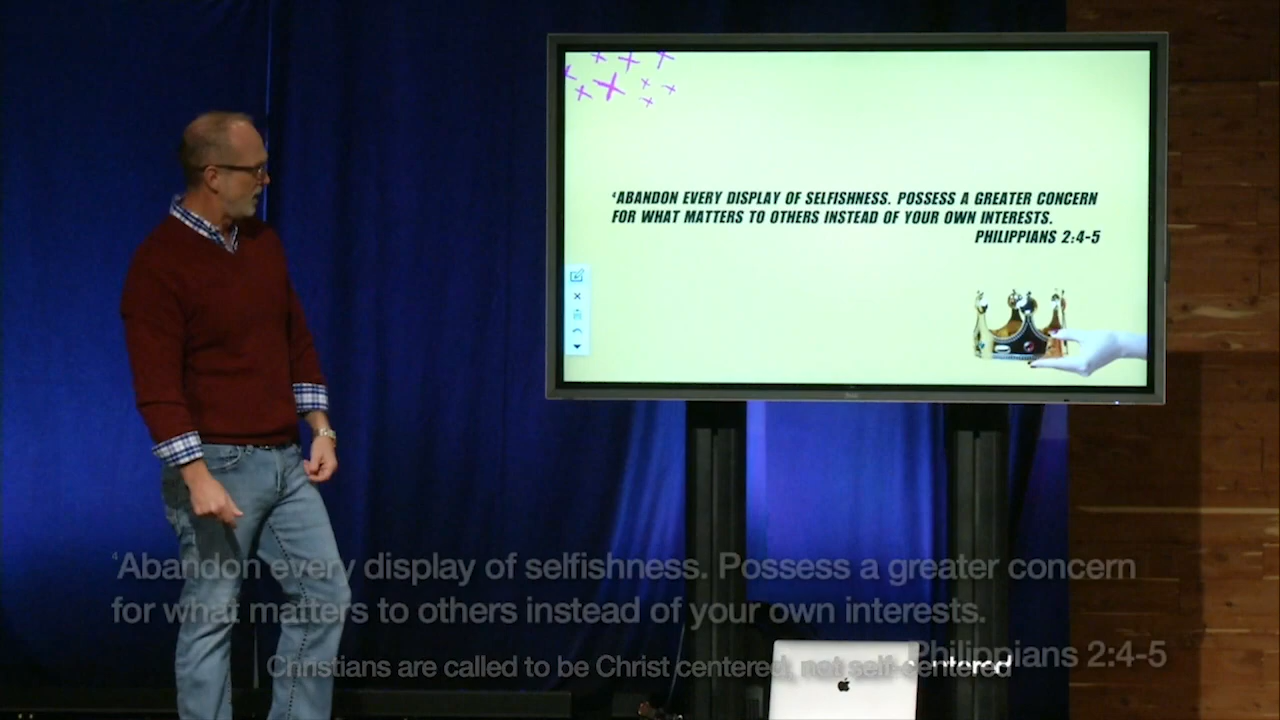 ⁴ABANDON EVERY DISPLAY OF SELFISHNESS. POSSESS A GREATER CONCERN
FOR WHAT MATTERS TO OTHERS INSTEAD OF YOUR OWN INTERESTS.
PHILIPPIANS 2:4-5
⁴Abandon every display of selfishness. Possess a greater concern
for what matters to others instead of your own interests.
Philippians 2:4-5
Christians are called to be Christ centered, not self-centered